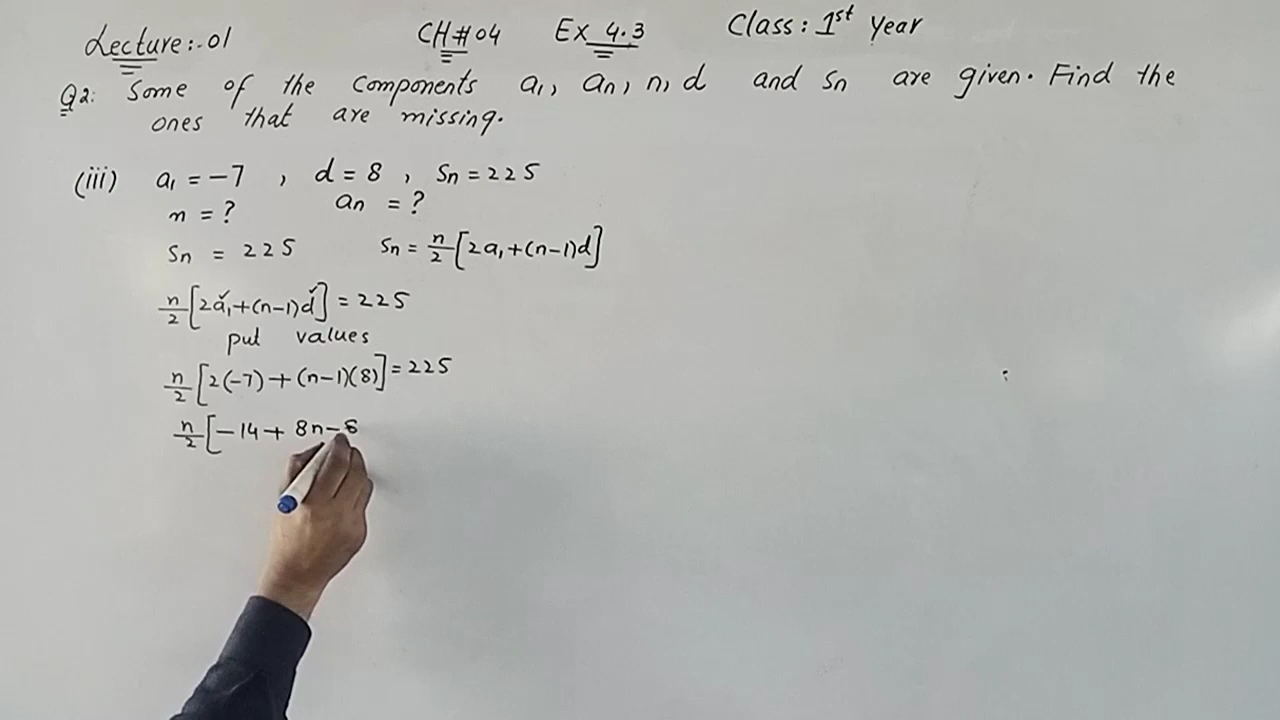 Lecture:-01 CH#04 Ex 4.3 Class: 1st Year
Q2: Some of the components a₁, an, n, d and Sn are given. Find the
ones that are missing.
(iii) a₁ = -7 , d = 8 , Sn = 225
n = ? an = ?
Sn = 225 Sn = n/2 [2a₁+(n-1)d]
n/2 [2a₁+(n-1)d] = 225
put values
n/2 [2(-7)+(n-1)(8)] = 225
n/2 [-14+ 8n-8